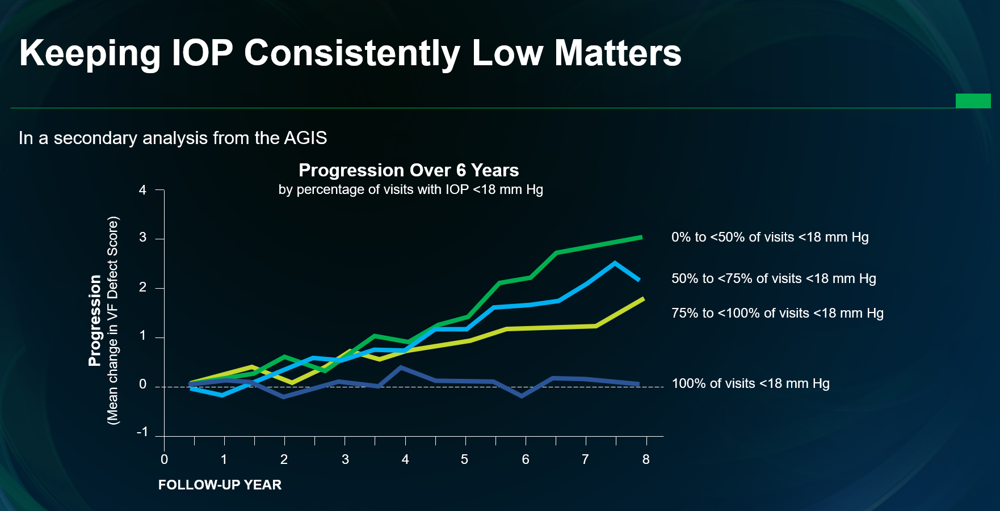 Keeping IOP Consistently Low Matters
In a secondary analysis from the AGIS
Progression Over 6 Years
by percentage of visits with IOP <18 mm Hg
Progression
(Mean change in VF Defect Score)
4
3
2
1
0
-1
0% to <50% of visits <18 mm Hg
50% to <75% of visits <18 mm Hg
75% to <100% of visits <18 mm Hg
100% of visits <18 mm Hg
0 1 2 3 4 5 6 7 8
FOLLOW-UP YEAR